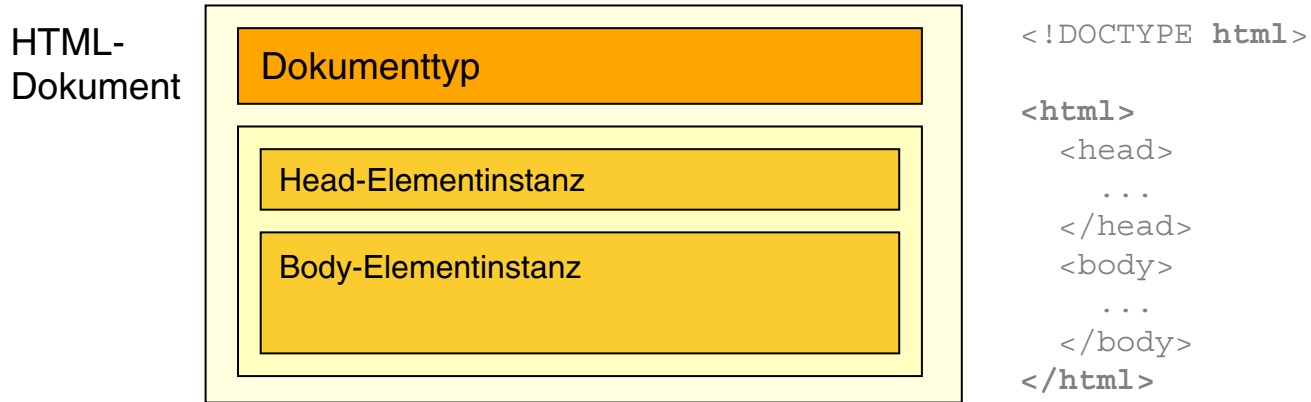 HTML-
Dokument
Dokumenttyp
Head-Elementinstanz
Body-Elementinstanz
<!DOCTYPE html>
<html>
<head>
...
</head>
<body>
...
</body>
</html>